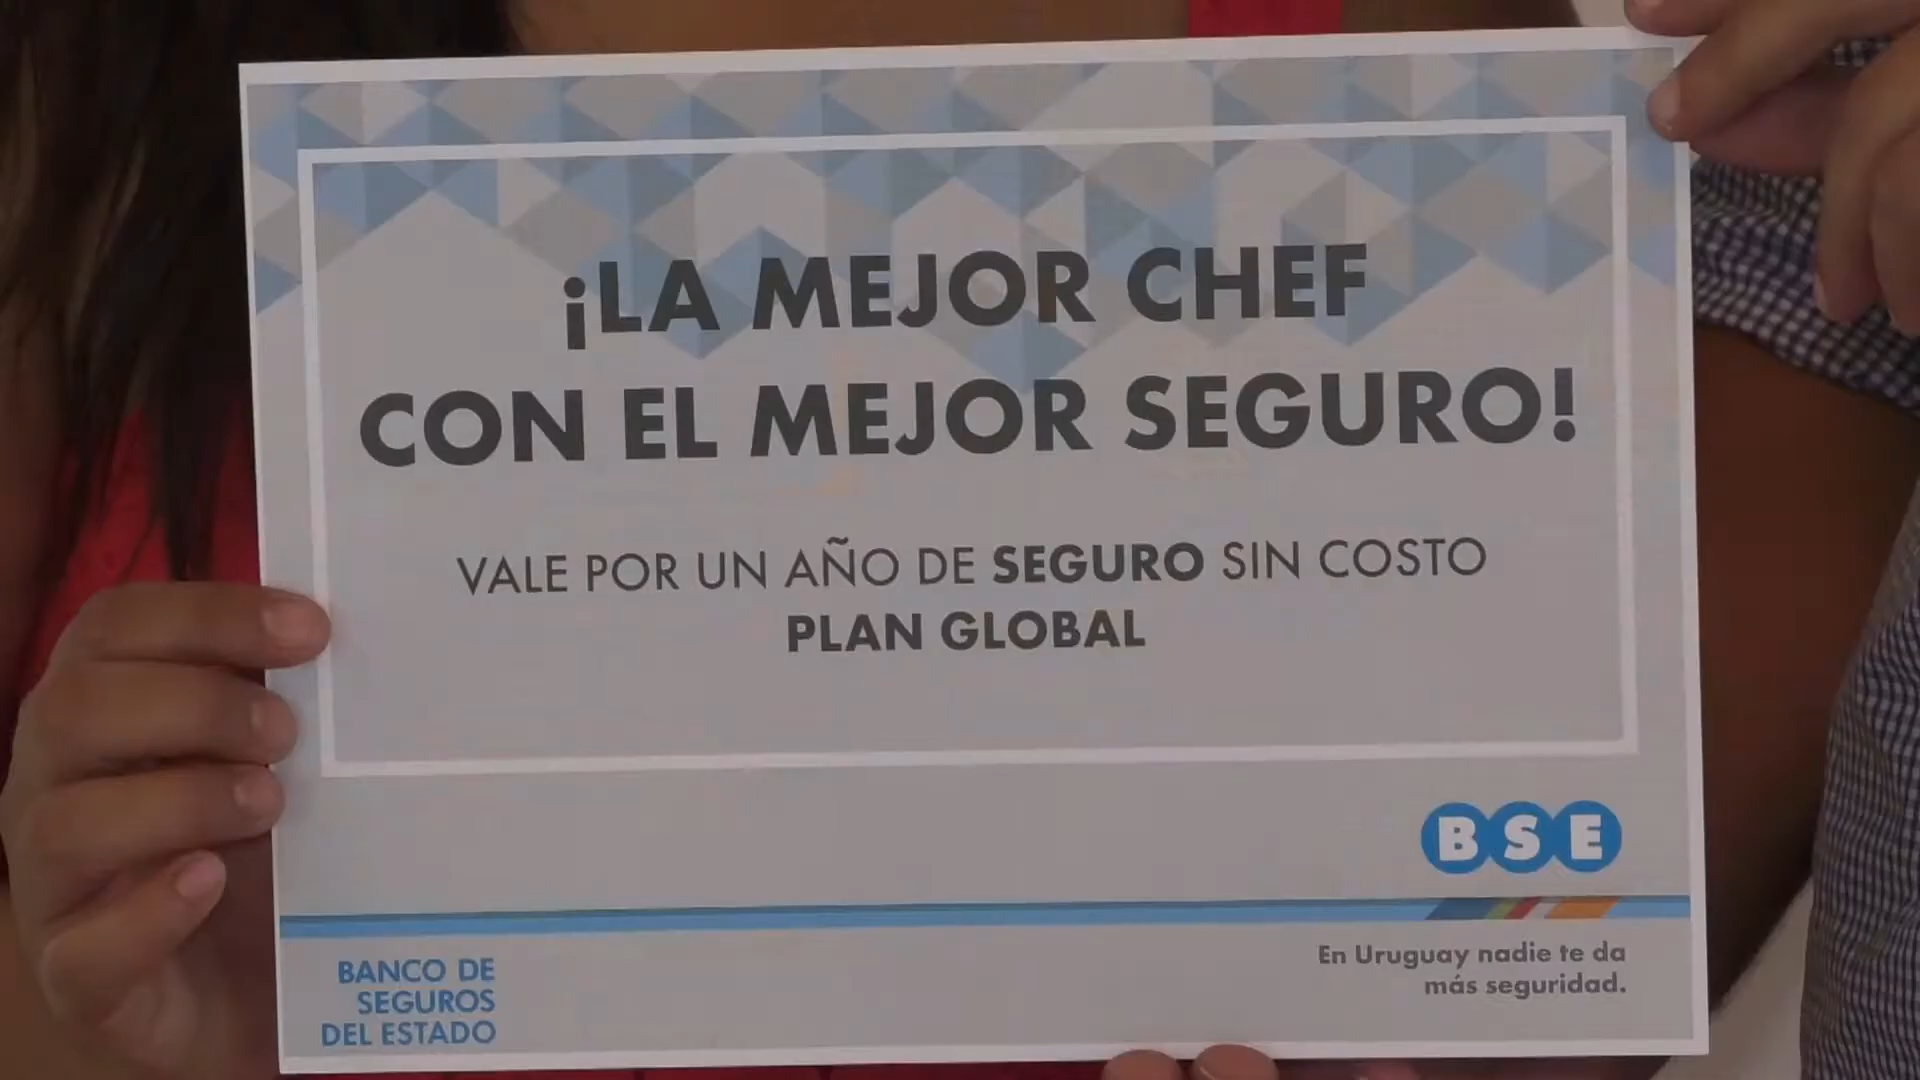 ¡LA MEJOR CHEF
CON EL MEJOR SEGURO!
VALE POR UN AÑO DE SEGURO SIN COSTO
PLAN GLOBAL
BSE
BANCO DE
SEGUROS
DEL ESTADO
En Uruguay nadie te da
más seguridad.